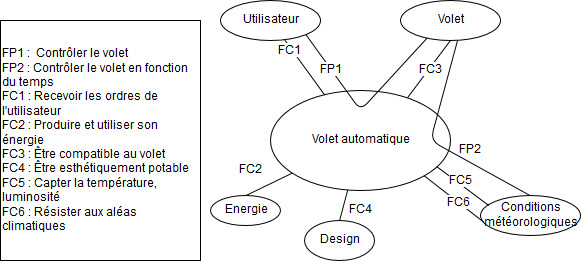 FP1 : Contrôler le volet
FP2 : Contrôler le volet en fonction
du temps
FC1 : Recevoir les ordres de
l'utilisateur
FC2 : Produire et utiliser son
énergie
FC3 : Être compatible au volet
FC4 : Être esthétiquement potable
FC5 : Capter la température,
luminosité
FC6 : Résister aux aléas
climatiques
Utilisateur
Volet
FC1
FP1
FC3
Volet automatique
FP2
FC2
FC5
FC6
FC4
Energie
Design
Conditions
météorologiques